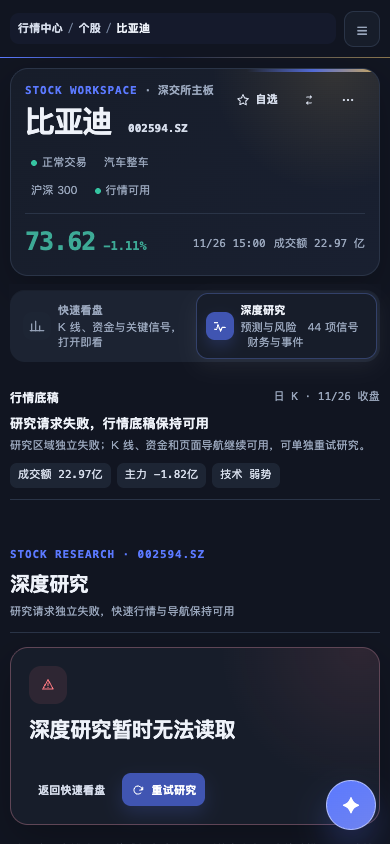 行情中心 / 个股 / 比亚迪
STOCK WORKSPACE · 深交所主板
自选
比亚迪 002594.SZ
正常交易 汽车整车
沪深 300 行情可用
73.62 −1.11% 11/26 15:00 成交额 22.97 亿
快速看盘
K 线、资金与关键信号，
打开即看
深度研究
预测与风险 44 项信号
财务与事件
行情底稿 日 K · 11/26 收盘
研究请求失败，行情底稿保持可用
研究区域独立失败；K 线、资金和页面导航继续可用，可单独重试研究。
成交额 22.97亿 主力 −1.82亿 技术 弱势
STOCK RESEARCH · 002594.SZ
深度研究
研究请求独立失败，快速行情与导航保持可用
深度研究暂时无法读取
返回快速看盘 重试研究